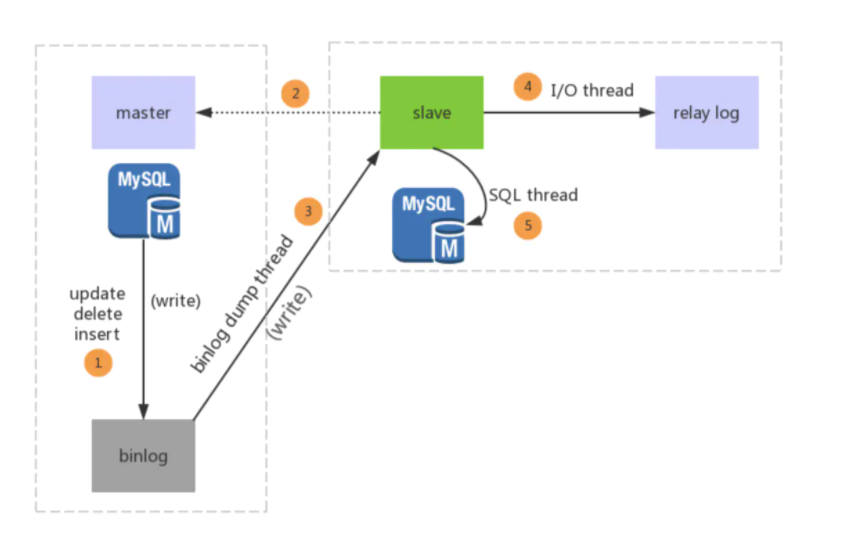 master
2
slave
4
I/O thread
relay log
MySQL
M
3
MySQL
M
SQL thread
5
binlog dump thread
(write)
update
delete
insert
(write)
1
binlog